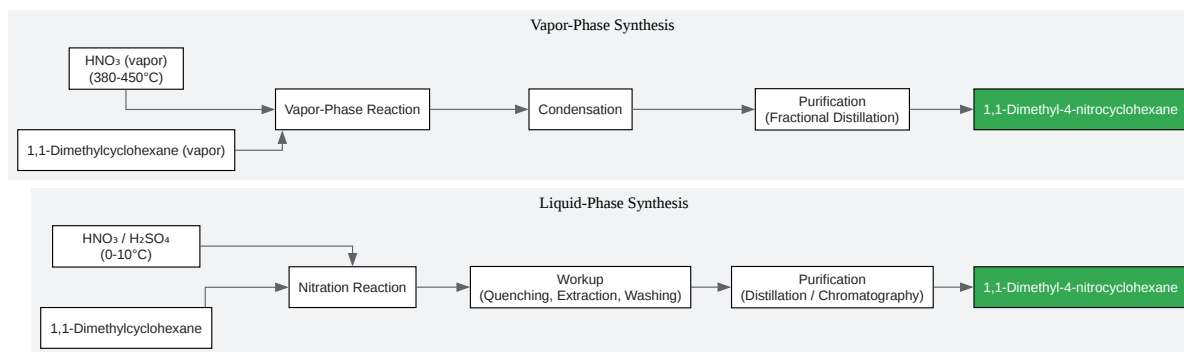 Vapor-Phase Synthesis
HNO₃ (vapor)
(380-450°C)
Vapor-Phase Reaction
Condensation
Purification
(Fractional Distillation)
1,1-Dimethyl-4-nitrocyclohexane
1,1-Dimethylcyclohexane (vapor)
Liquid-Phase Synthesis
HNO₃ / H₂SO₄
(0-10°C)
Nitration Reaction
Workup
(Quenching, Extraction, Washing)
Purification
(Distillation / Chromatography)
1,1-Dimethyl-4-nitrocyclohexane
1,1-Dimethylcyclohexane